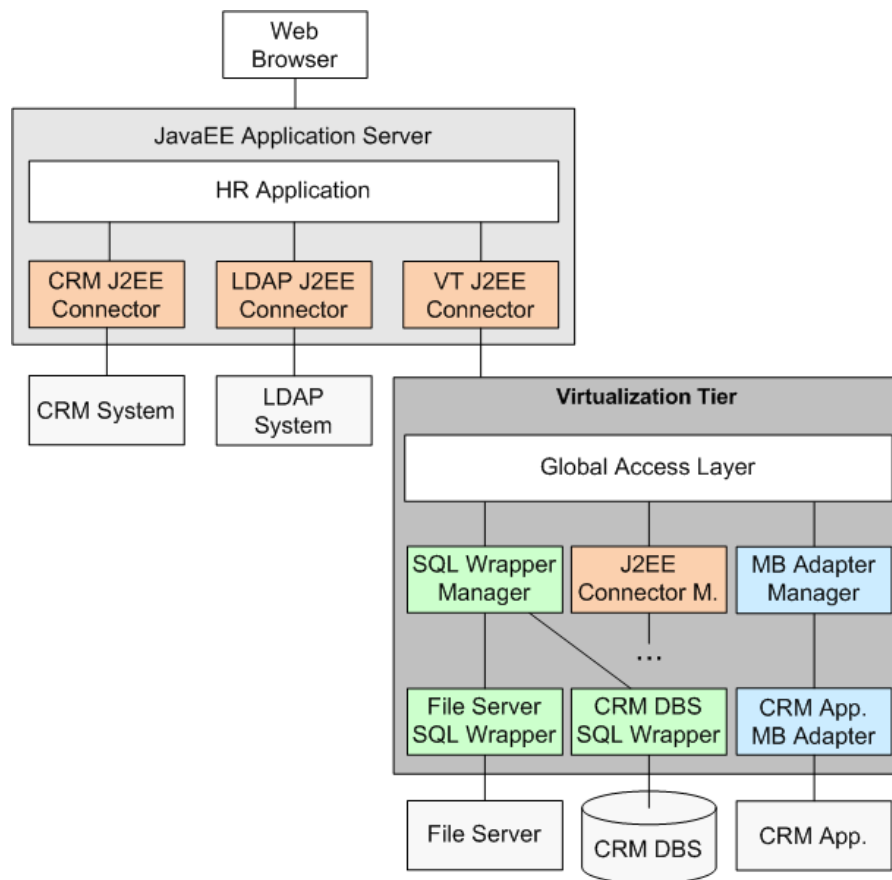 Web
Browser
JavaEE Application Server
HR Application
CRM J2EE
Connector
LDAP J2EE
Connector
VT J2EE
Connector
CRM System
LDAP
System
Virtualization Tier
Global Access Layer
SQL Wrapper
Manager
J2EE
Connector M.
MB Adapter
Manager
...
File Server
SQL Wrapper
CRM DBS
SQL Wrapper
CRM App.
MB Adapter
File Server
CRM DBS
CRM App.